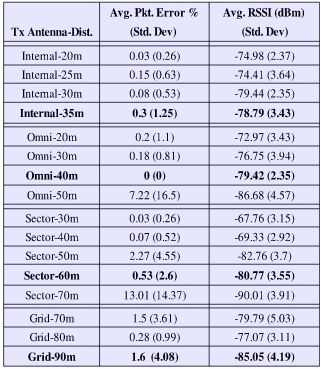 Tx Antenna-Dist. Avg. Pkt. Error % (Std. Dev) Avg. RSSI (dBm) (Std. Dev)
Internal-20m 0.03 (0.26) -74.98 (2.37)
Internal-25m 0.15 (0.63) -74.41 (3.64)
Internal-30m 0.08 (0.53) -79.44 (2.35)
Internal-35m 0.3 (1.25) -78.79 (3.43)
Omni-20m 0.2 (1.1) -72.97 (3.43)
Omni-30m 0.18 (0.81) -76.75 (3.94)
Omni-40m 0 (0) -79.42 (2.35)
Omni-50m 7.22 (16.5) -86.68 (4.57)
Sector-30m 0.03 (0.26) -67.76 (3.15)
Sector-40m 0.07 (0.52) -69.33 (2.92)
Sector-50m 2.27 (4.55) -82.76 (3.7)
Sector-60m 0.53 (2.6) -80.77 (3.55)
Sector-70m 13.01 (14.37) -90.01 (3.91)
Grid-70m 1.5 (3.61) -79.79 (5.03)
Grid-80m 0.28 (0.99) -77.07 (3.11)
Grid-90m 1.6 (4.08) -85.05 (4.19)